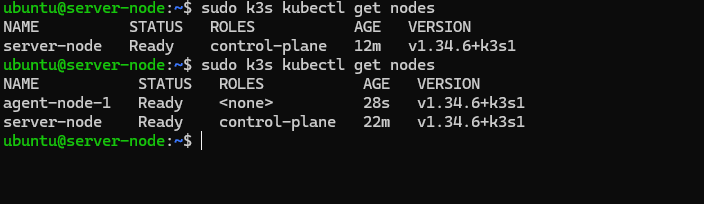 ubuntu@server-node:~$ sudo k3s kubectl get nodes
NAME          STATUS   ROLES           AGE   VERSION
server-node   Ready    control-plane   12m   v1.34.6+k3s1
ubuntu@server-node:~$ sudo k3s kubectl get nodes
NAME           STATUS   ROLES           AGE   VERSION
agent-node-1   Ready    <none>          28s   v1.34.6+k3s1
server-node    Ready    control-plane   22m   v1.34.6+k3s1
ubuntu@server-node:~$